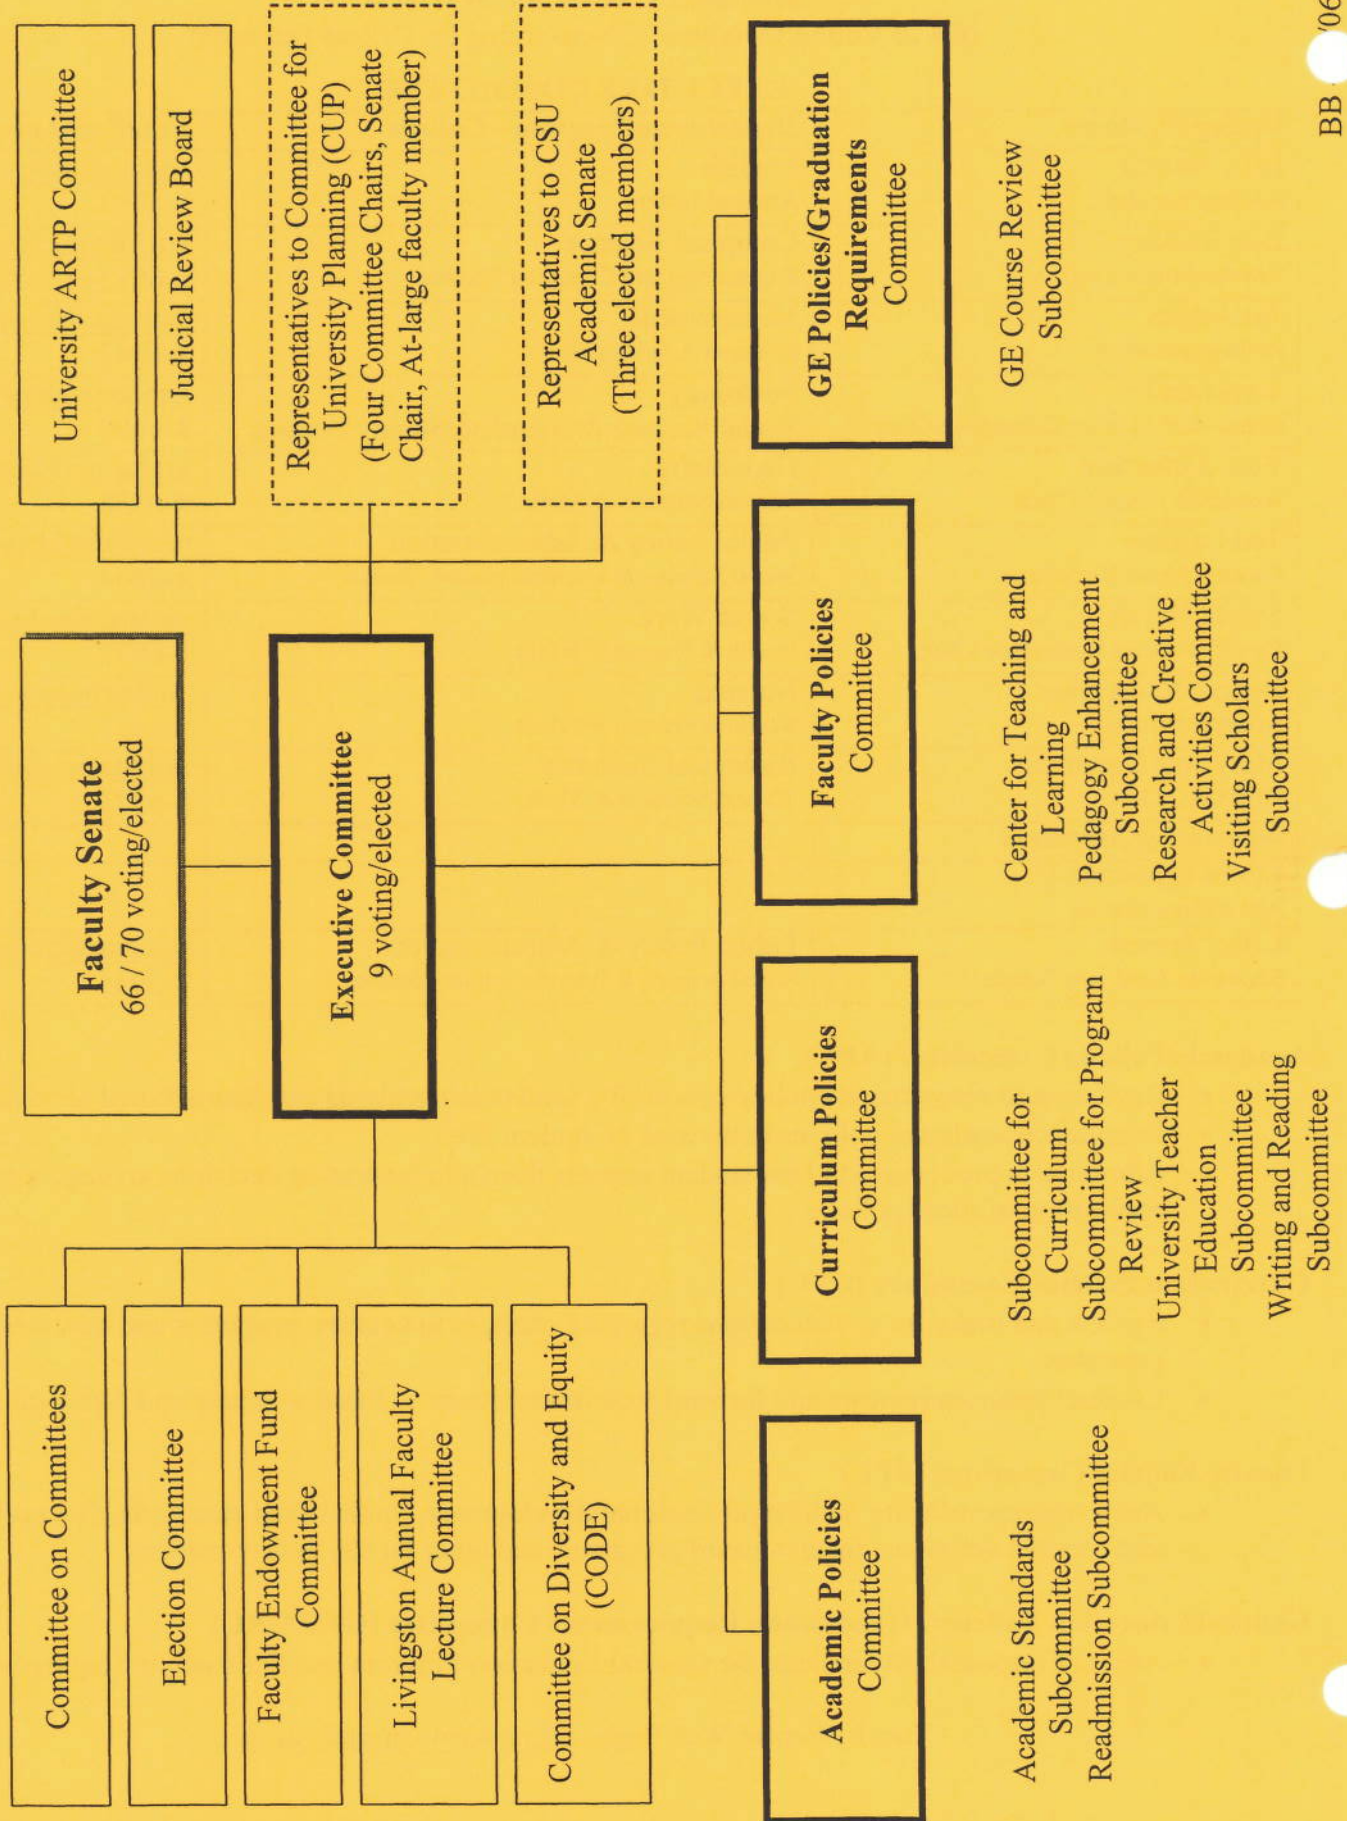 Faculty Senate
66 / 70 voting/elected
Executive Committee
9 voting/elected
Committee on Committees
Election Committee
Faculty Endowment Fund
Committee
Livingston Annual Faculty
Lecture Committee
Committee on Diversity and Equity
(CODE)
University ARTP Committee
Judicial Review Board
Representatives to Committee for
University Planning (CUP)
(Four Committee Chairs, Senate
Chair, At-large faculty member)
Representatives to CSU
Academic Senate
(Three elected members)
Academic Policies
Committee
Academic Standards
Subcommittee
Readmission Subcommittee
Curriculum Policies
Committee
Subcommittee for
Curriculum
Subcommittee for Program
Review
University Teacher
Education
Subcommittee
Writing and Reading
Subcommittee
Faculty Policies
Committee
Center for Teaching and
Learning
Pedagogy Enhancement
Subcommittee
Research and Creative
Activities Committee
Visiting Scholars
Subcommittee
GE Policies/Graduation
Requirements
Committee
GE Course Review
Subcommittee
BB /06